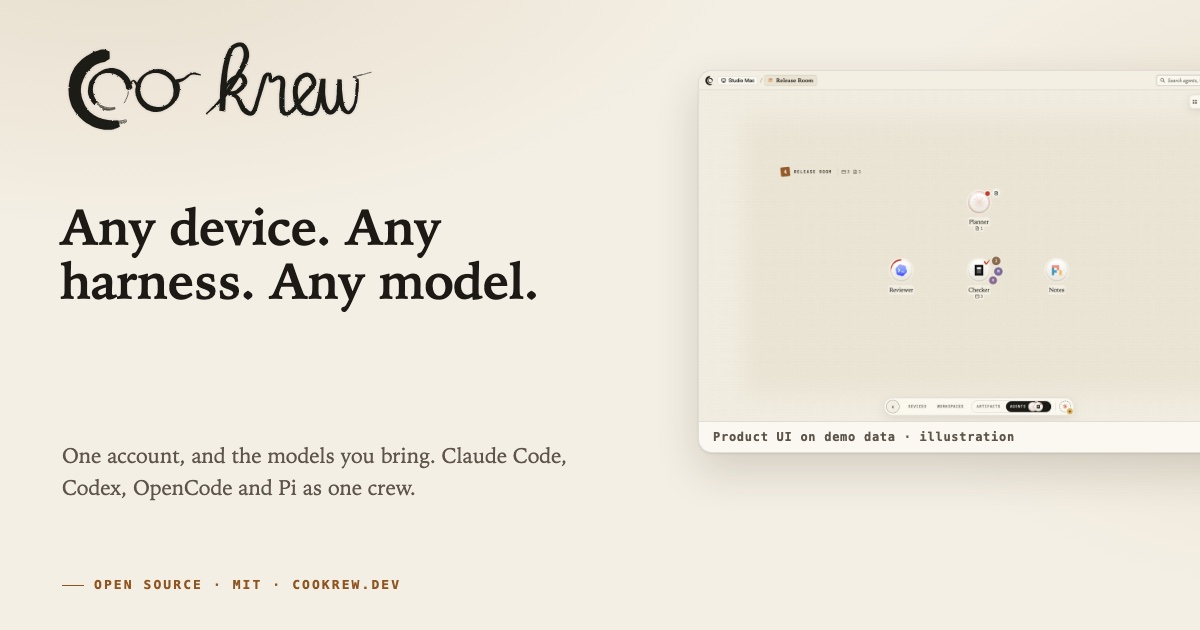 Coo krew
Any device. Any
harness. Any model.
One account, and the models you bring. Claude Code,
Codex, OpenCode and Pi as one crew.
OPEN SOURCE · MIT · COOKREW.DEV
Studio Mac / Release Room
Search agents,
RELEASE ROOM
Planner
Reviewer
Checker
Notes
DEVICES WORKSPACES ARTIFACTS AGENTS
Product UI on demo data · illustration